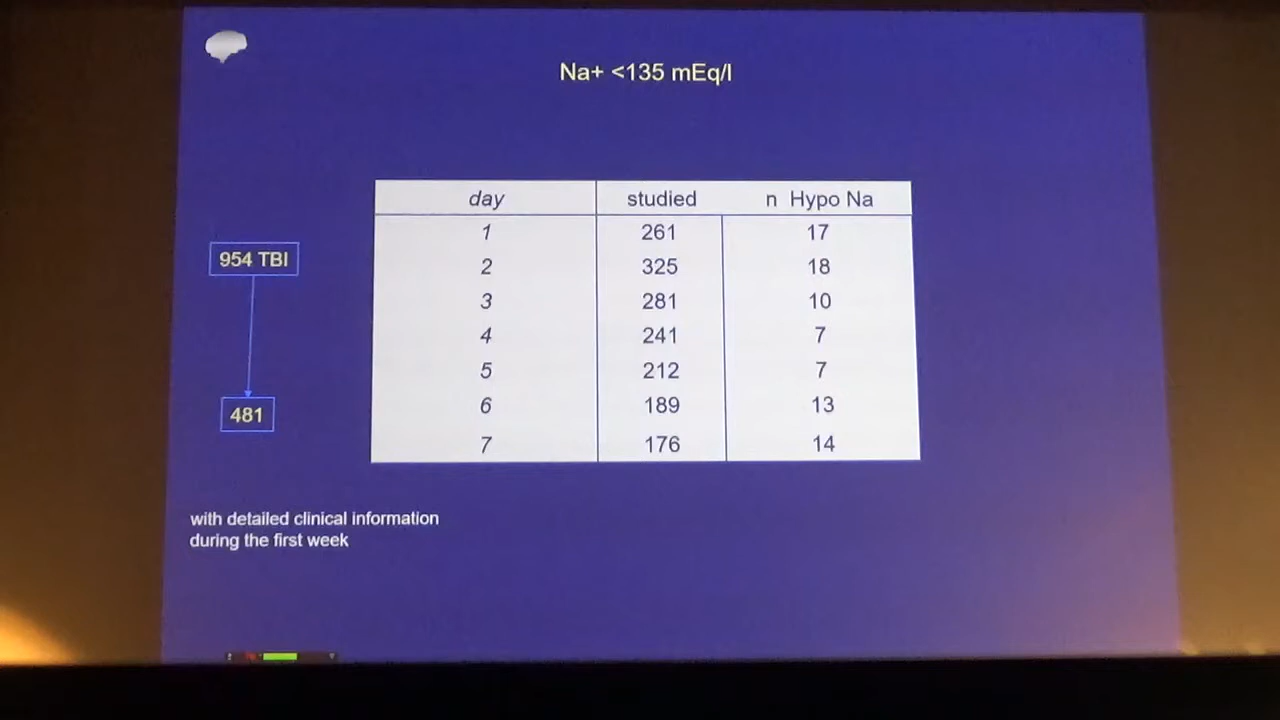 Na+ <135 mEq/l
day studied n Hypo Na
1 261 17
2 325 18
3 281 10
4 241 7
5 212 7
6 189 13
7 176 14
954 TBI
481
with detailed clinical information
during the first week